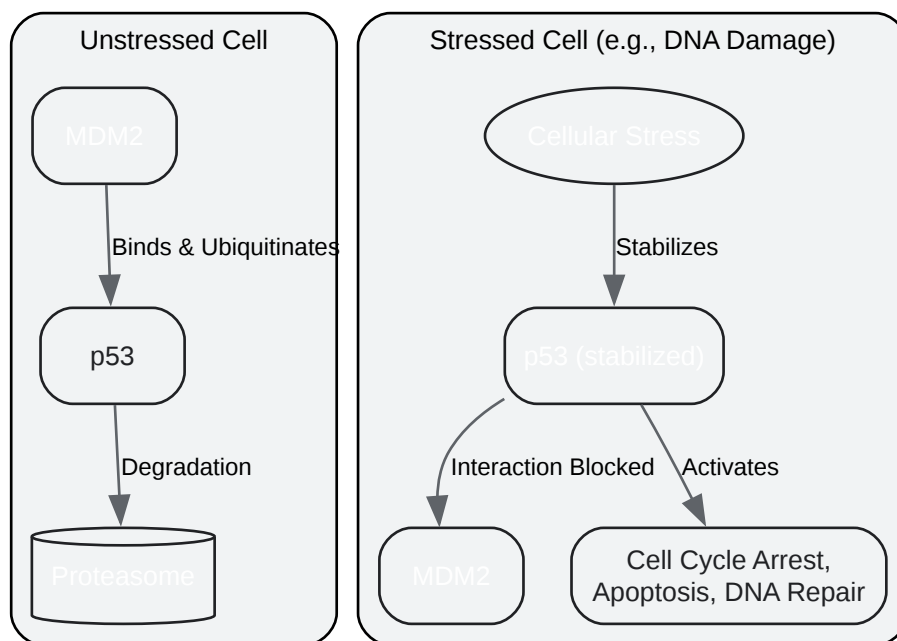 Unstressed Cell
MDM2
Binds & Ubiquitinates
p53
Degradation
Proteasome
Stressed Cell (e.g., DNA Damage)
Cellular Stress
Stabilizes
p53 (stabilized)
Interaction Blocked
Activates
MDM2
Cell Cycle Arrest,
Apoptosis, DNA Repair